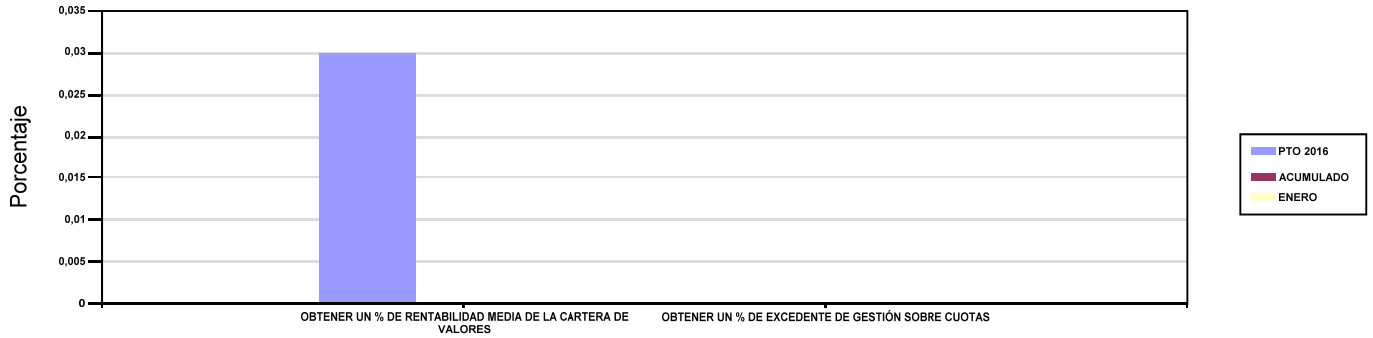 Porcentaje
0,035
0,03
0,025
0,02
0,015
0,01
0,005
0
OBTENER UN % DE RENTABILIDAD MEDIA DE LA CARTERA DE
VALORES
OBTENER UN % DE EXCEDENTE DE GESTIÓN SOBRE CUOTAS
PTO 2016
ACUMULADO
ENERO